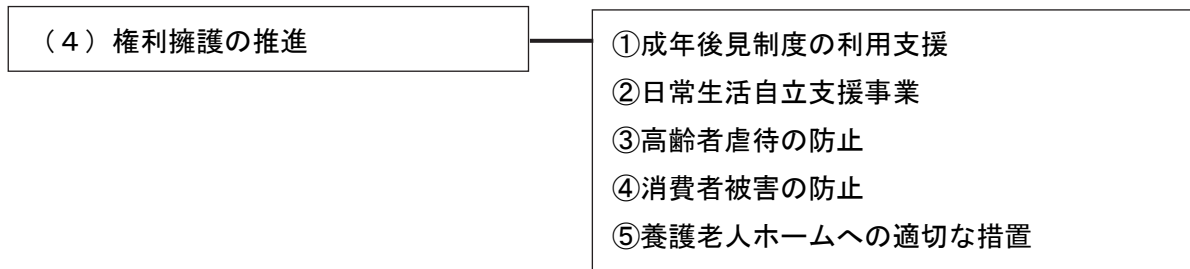 （４）権利擁護の推進
①成年後見制度の利用支援
②日常生活自立支援事業
③高齢者虐待の防止
④消費者被害の防止
⑤養護老人ホームへの適切な措置